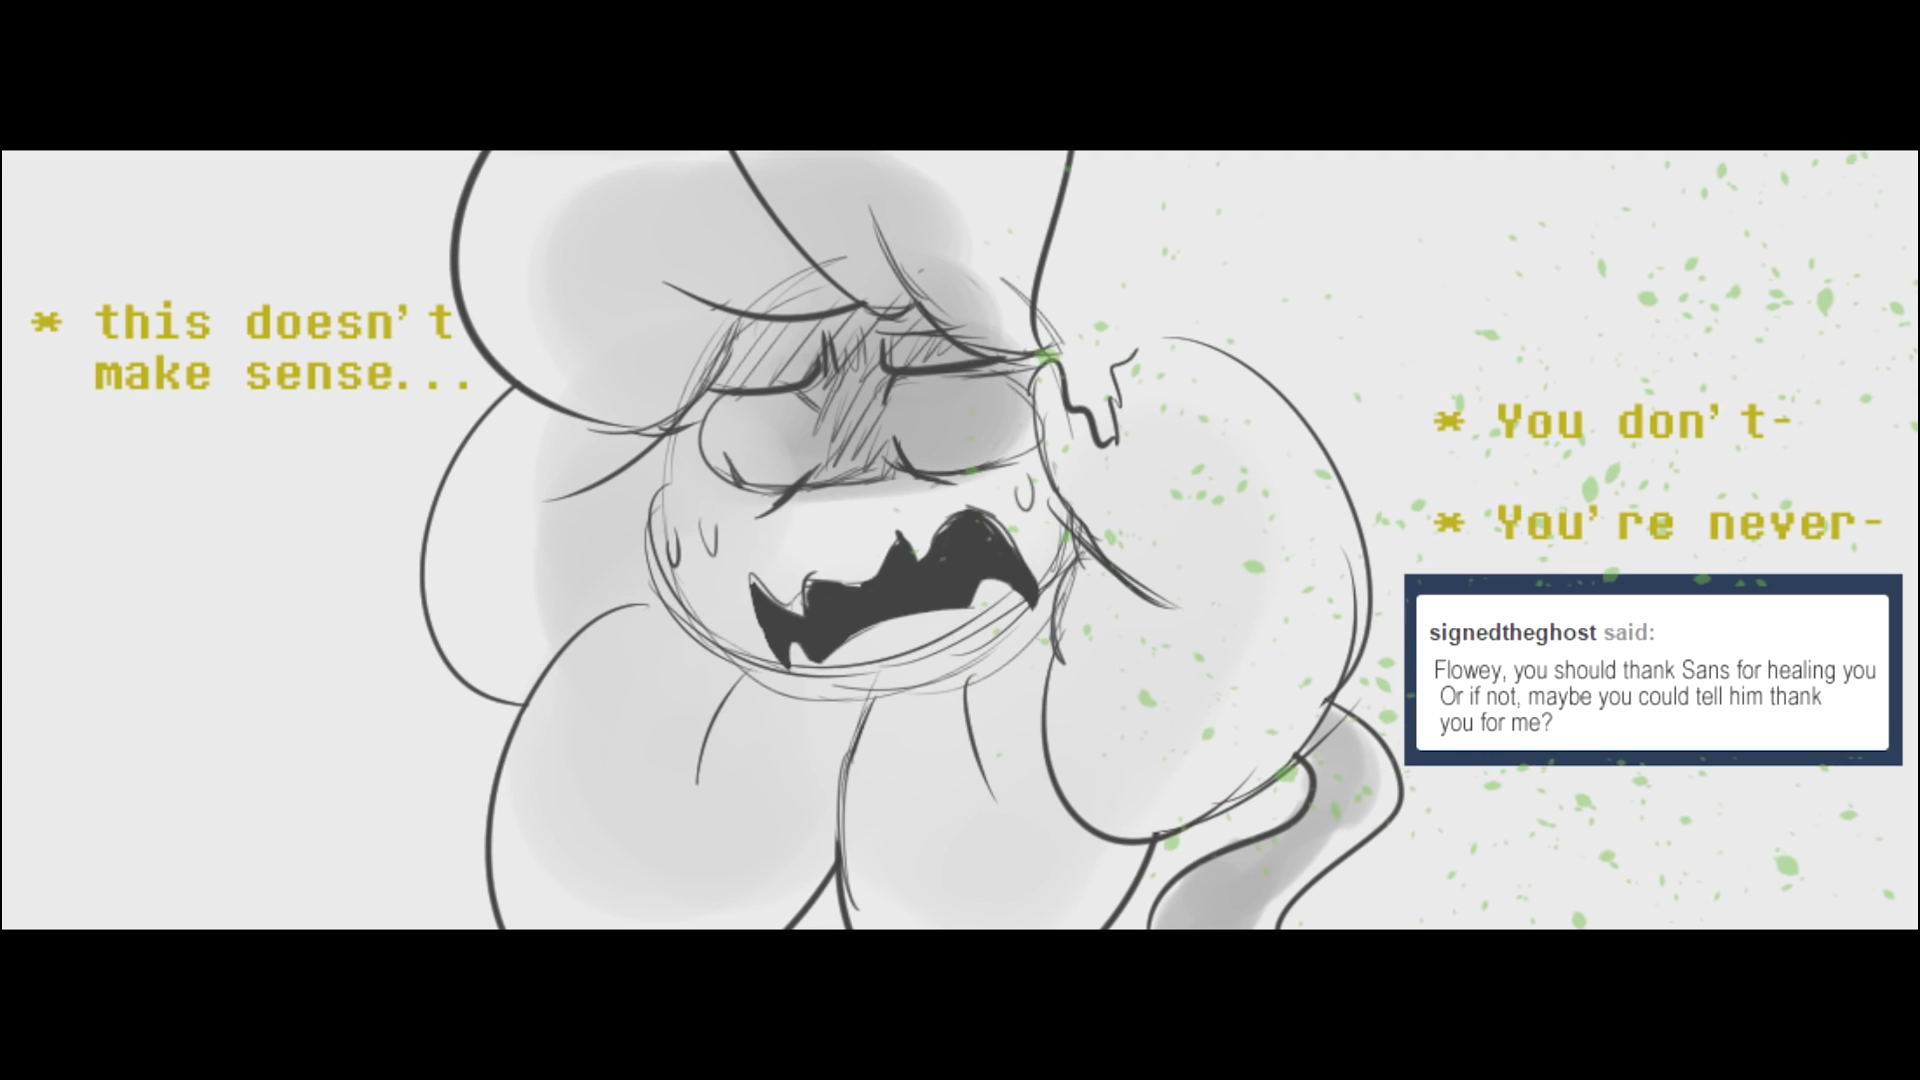 * this doesn't
make sense...
* You don't-
* You're never-
signedtheghost said:
Flowey, you should thank Sans for healing you
Or if not, maybe you could tell him thank
you for me?